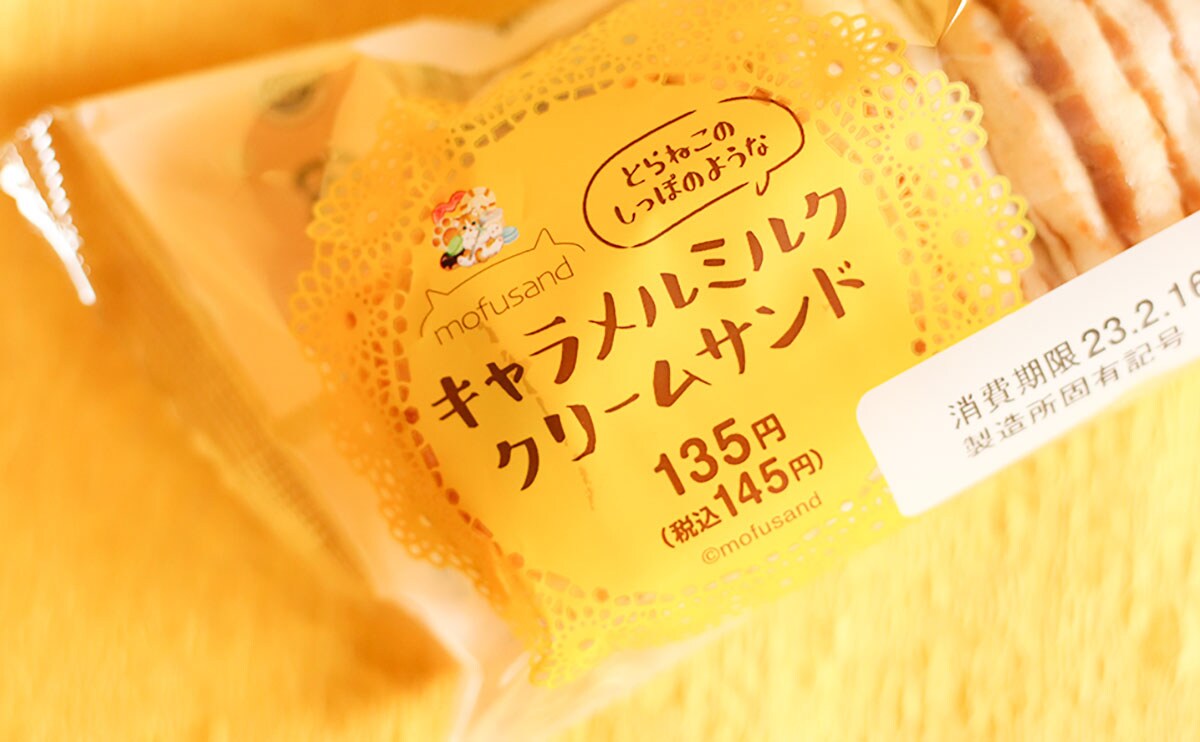 とらねこの
しっぽのような
mofusand
キャラメルミルク
クリームサンド
135円
(税込145円)
©mofusand
消費期限 23.2.16
製造所固有記号